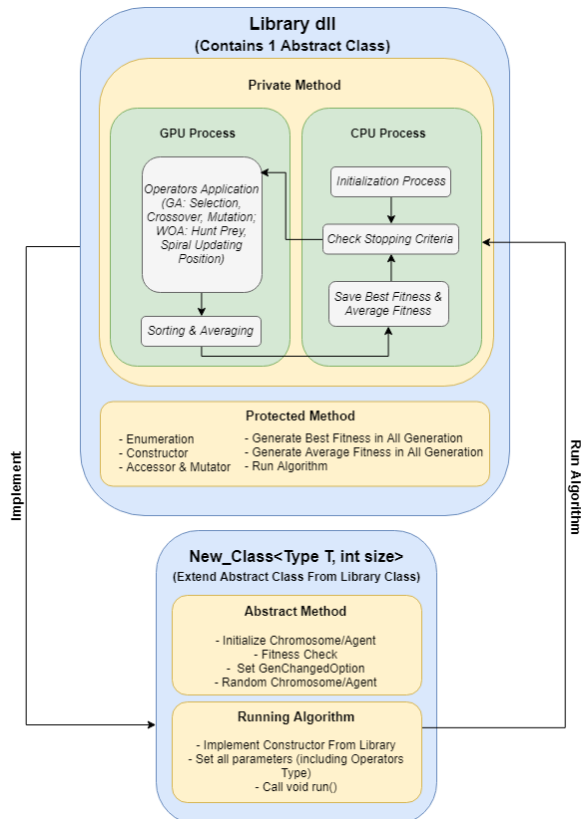 Library dll
(Contains 1 Abstract Class)
Private Method
GPU Process
Operators Application
(GA: Selection,
Crossover, Mutation;
WOA: Hunt Prey,
Spiral Updating
Position)
Sorting & Averaging
CPU Process
Initialization Process
Check Stopping Criteria
Save Best Fitness &
Average Fitness
Protected Method
- Enumeration
- Constructor
- Accessor & Mutator
- Generate Best Fitness in All Generation
- Generate Average Fitness in All Generation
- Run Algorithm
Implement
Run Algorithm
New_Class<Type T, int size>
(Extend Abstract Class From Library Class)
Abstract Method
- Initialize Chromosome/Agent
- Fitness Check
- Set GenChangedOption
- Random Chromosome/Agent
Running Algorithm
- Implement Constructor From Library
- Set all parameters (including Operators
Type)
- Call void run()